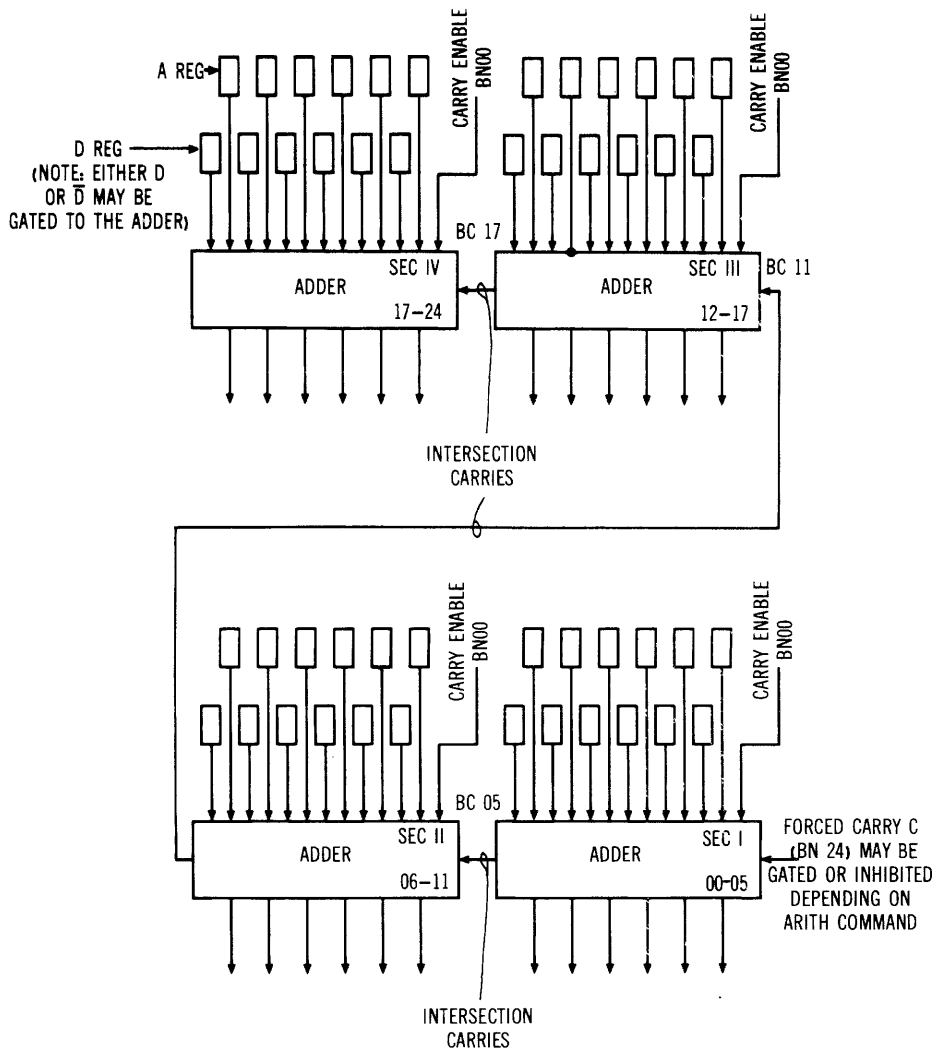 CARRY ENABLE
BN00
CARRY ENABLE
BN00
A REG
D REG
(NOTE: EITHER D
OR D̅ MAY BE
GATED TO THE ADDER)
BC 17
SEC IV
ADDER
17-24
SEC III
ADDER
12-17
BC 11
INTERSECTION
CARRIES
CARRY ENABLE
BN00
CARRY ENABLE
BN00
BC 05
SEC II
ADDER
06-11
SEC I
ADDER
00-05
FORCED CARRY C
(BN 24) MAY BE
GATED OR INHIBITED
DEPENDING ON
ARITH COMMAND
INTERSECTION
CARRIES